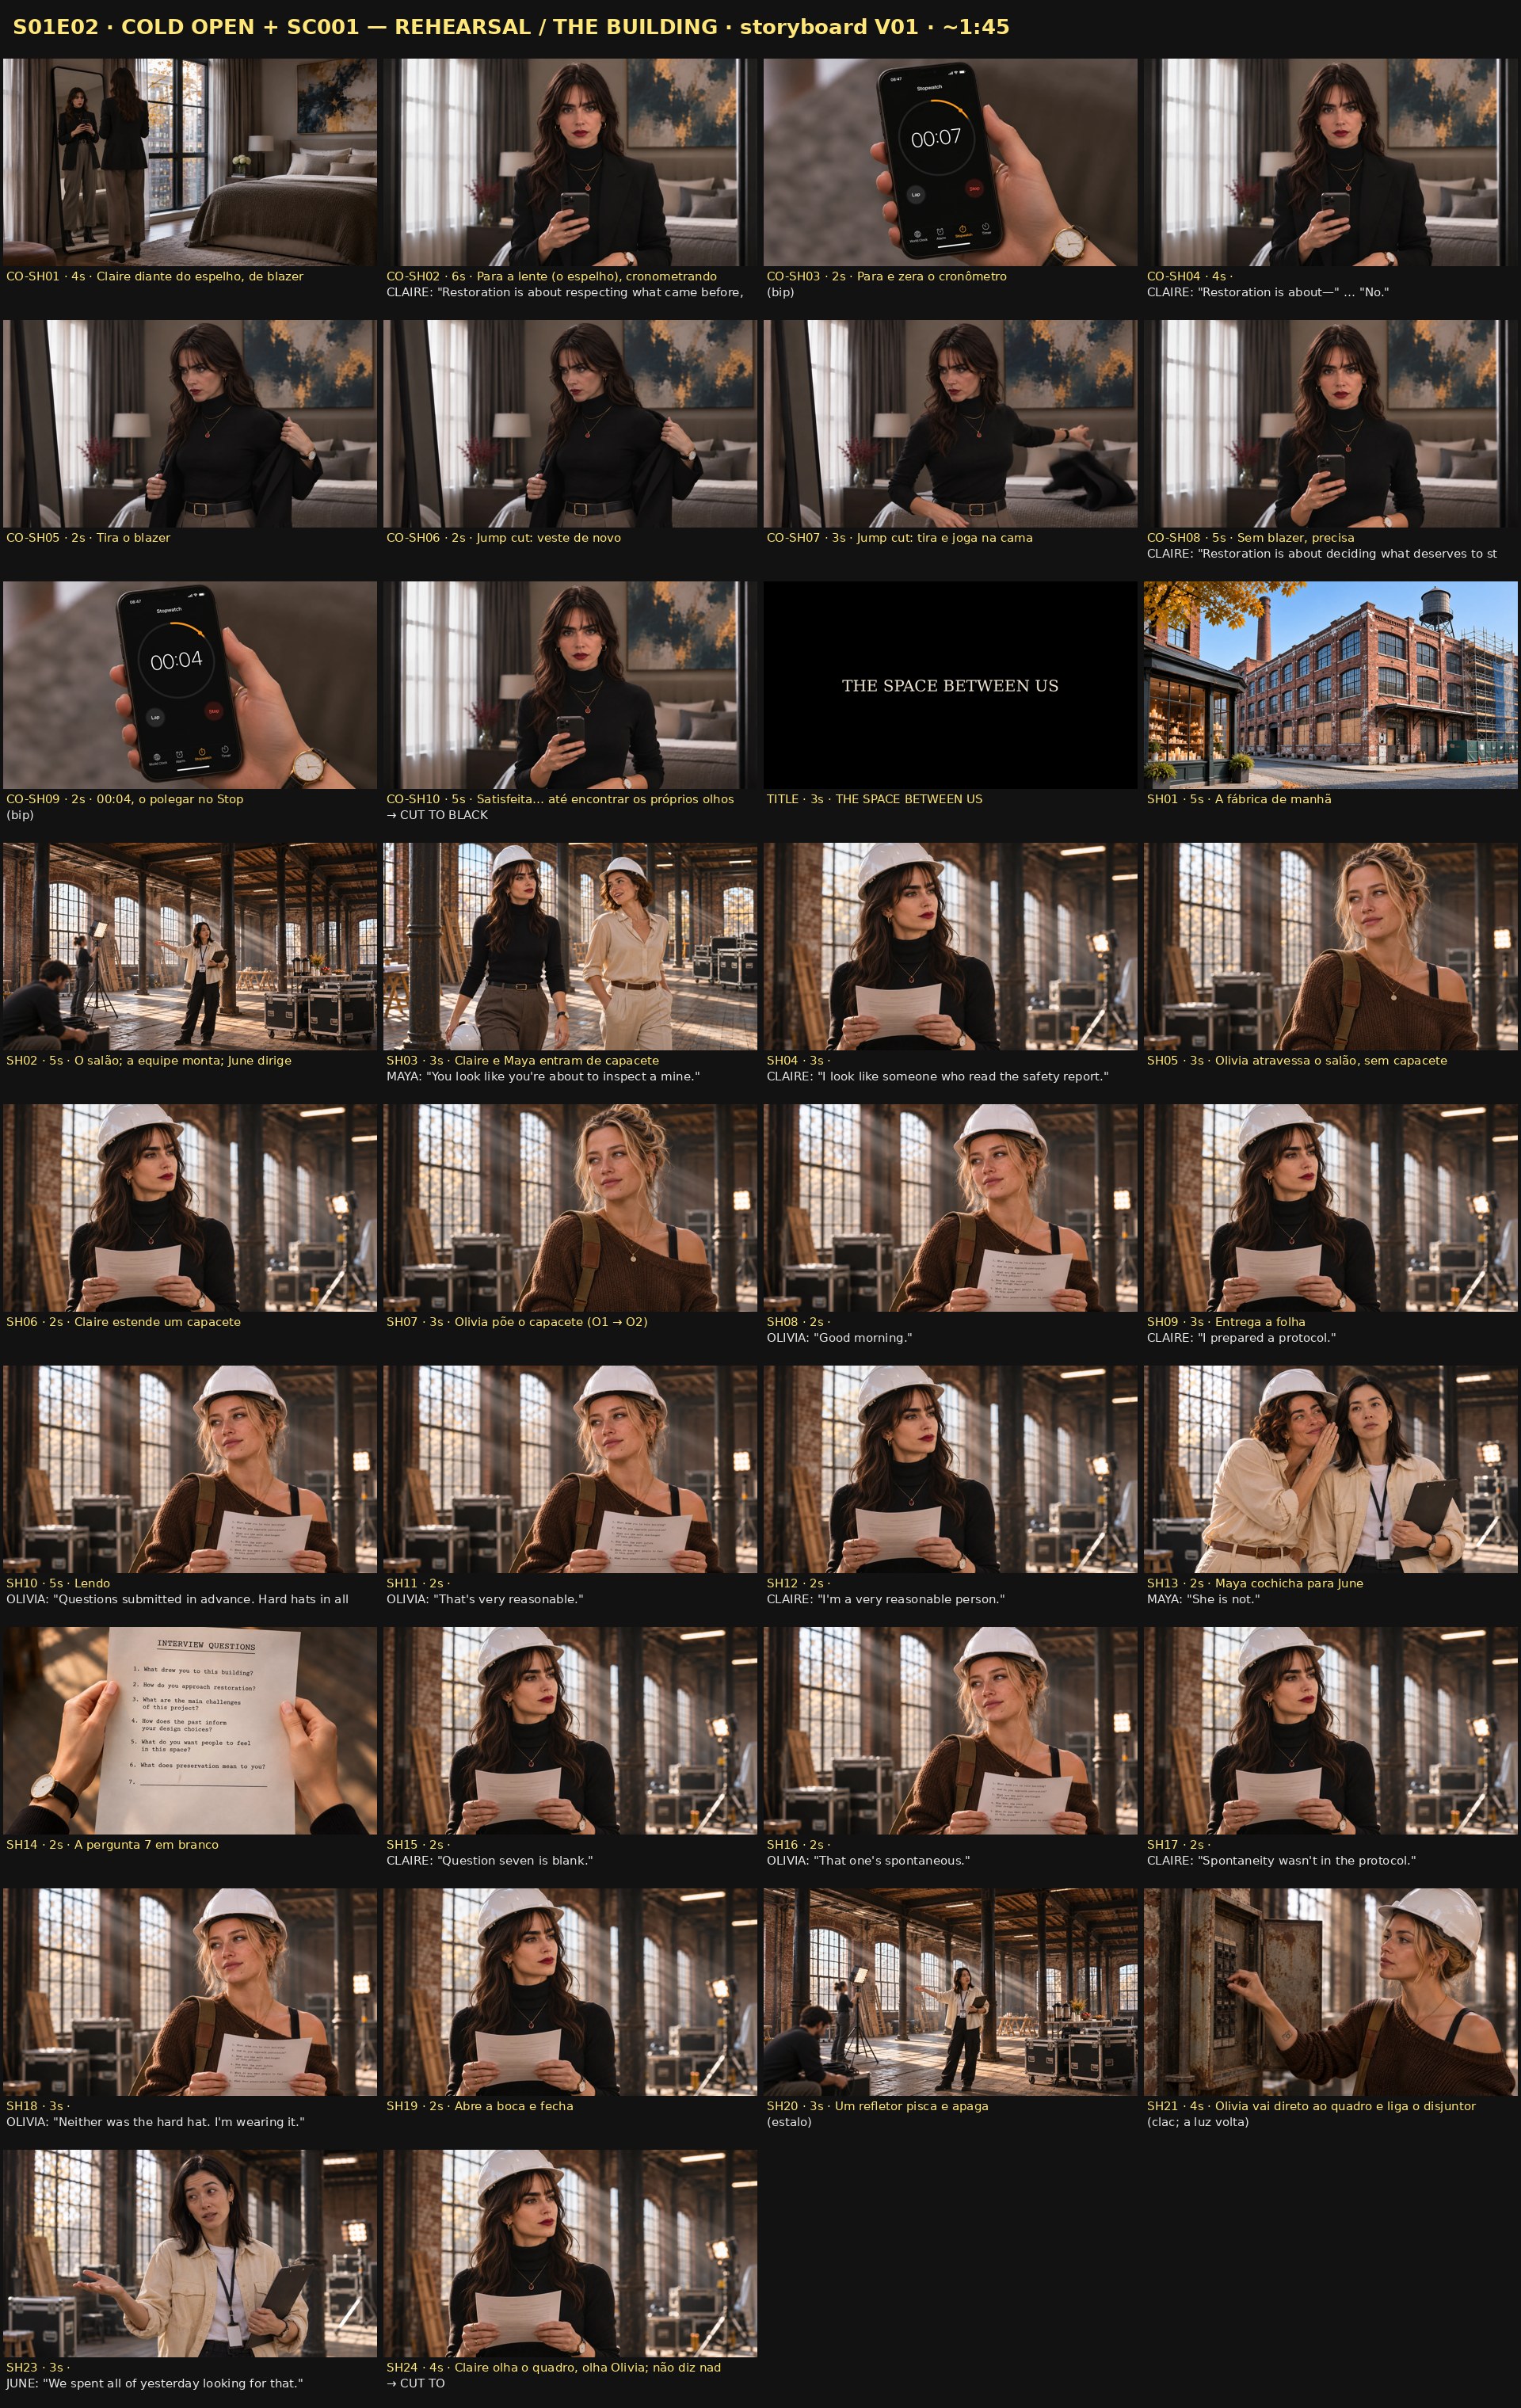 S01E02 · COLD OPEN + SC001 — REHEARSAL / THE BUILDING · storyboard V01 · ~1:45
08:47
Stopwatch
00:07
LAP
Stopwatch
CO-SH01 · 4s · Claire diante do espelho, de blazer
CO-SH02 · 6s · Para a lente (o espelho), cronometrando
CLAIRE: "Restoration is about respecting what came before,
CO-SH03 · 2s · Para e zera o cronômetro
(bip)
CO-SH04 · 4s ·
CLAIRE: "Restoration is about—" … "No."
CO-SH05 · 2s · Tira o blazer
CO-SH06 · 2s · Jump cut: veste de novo
CO-SH07 · 3s · Jump cut: tira e joga na cama
CO-SH08 · 5s · Sem blazer, precisa
CLAIRE: "Restoration is about deciding what deserves to st
08:47
Stopwatch
00:04
LAP
Stopwatch
THE SPACE BETWEEN US
CO-SH09 · 2s · 00:04, o polegar no Stop
(bip)
CO-SH10 · 5s · Satisfeita… até encontrar os próprios olhos
→ CUT TO BLACK
TITLE · 3s · THE SPACE BETWEEN US
SH01 · 5s · A fábrica de manhã
SH02 · 5s · O salão; a equipe monta; June dirige
SH03 · 3s · Claire e Maya entram de capacete
MAYA: "You look like you're about to inspect a mine."
SH04 · 3s ·
CLAIRE: "I look like someone who read the safety report."
SH05 · 3s · Olivia atravessa o salão, sem capacete
SH06 · 2s · Claire estende um capacete
SH07 · 3s · Olivia põe o capacete (O1 → O2)
SH08 · 2s ·
OLIVIA: "Good morning."
SH09 · 3s · Entrega a folha
CLAIRE: "I prepared a protocol."
SH10 · 5s · Lendo
OLIVIA: "Questions submitted in advance. Hard hats in all
SH11 · 2s ·
OLIVIA: "That's very reasonable."
SH12 · 2s ·
CLAIRE: "I'm a very reasonable person."
SH13 · 2s · Maya cochicha para June
MAYA: "She is not."
INTERVIEW QUESTIONS
1. What drew you to this building?
2. How do you approach restoration?
3. What are the main challenges
of this project?
4. How does the past inform
your design choices?
5. What do you want people to feel
in this space?
6. What does preservation mean to you?
7.
SH14 · 2s · A pergunta 7 em branco
SH15 · 2s ·
CLAIRE: "Question seven is blank."
SH16 · 2s ·
OLIVIA: "That one's spontaneous."
SH17 · 2s ·
CLAIRE: "Spontaneity wasn't in the protocol."
SH18 · 3s ·
OLIVIA: "Neither was the hard hat. I'm wearing it."
SH19 · 2s · Abre a boca e fecha
SH20 · 3s · Um refletor pisca e apaga
(estalo)
SH21 · 4s · Olivia vai direto ao quadro e liga o disjuntor
(clac; a luz volta)
SH23 · 3s ·
JUNE: "We spent all of yesterday looking for that."
SH24 · 4s · Claire olha o quadro, olha Olivia; não diz nad
→ CUT TO